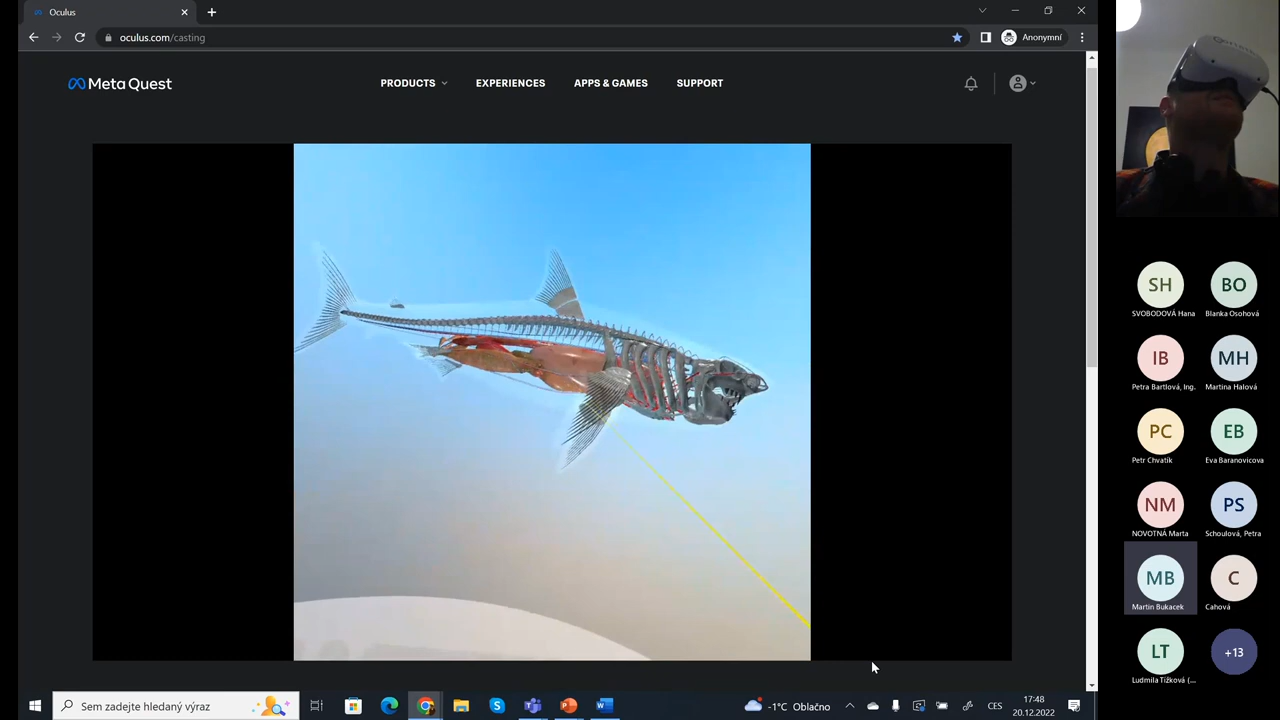 Oculus
oculus.com/casting
Anonymní
Meta Quest
PRODUCTS
EXPERIENCES
APPS & GAMES
SUPPORT
SH
BO
SVOBODOVÁ Hana
Blanka Osohová
IB
MH
Petra Bartlová, Ing.
Martina Halová
PC
EB
Petr Chvatík
Eva Baranovicova
NM
PS
NOVOTNÁ Marta
Schoulová, Petra
MB
C
Martin Bukacek
Cahová
LT
+13
Ludmila Tížková (...
Sem zadejte hledaný výraz
-1°C Oblačno
CES
17:48
20.12.2022